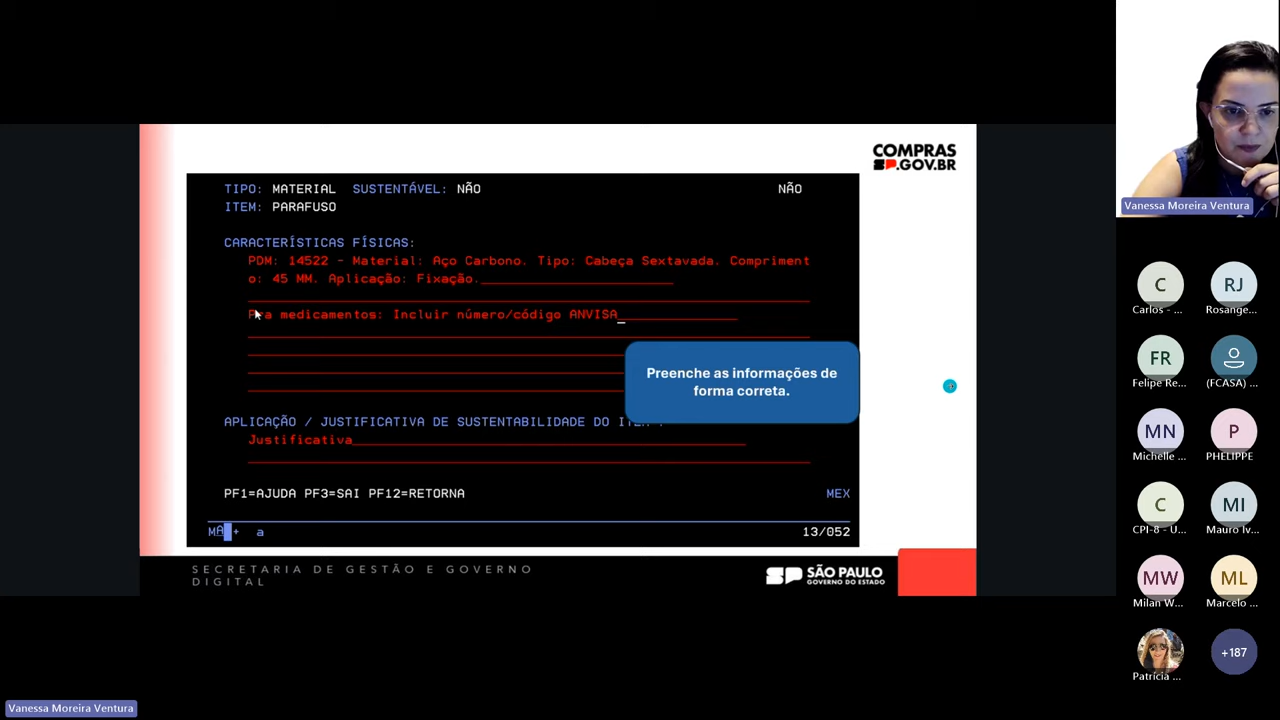 COMPRAS
SP.GOV.BR
TIPO: MATERIAL SUSTENTÁVEL: NÃO NÃO
ITEM: PARAFUSO
CARACTERÍSTICAS FÍSICAS:
PDM: 14522 - Material: Aço Carbono. Tipo: Cabeça Sextavada. Compriment
o: 45 MM. Aplicação: Fixação.
Pra medicamentos: Incluir número/código ANVISA
Preenche as informações de
forma correta.
APLICAÇÃO / JUSTIFICATIVA DE SUSTENTABILIDADE DO
Justificativa
PF1=AJUDA PF3=SAI PF12=RETORNA MEX
MA + a 13/052
SECRETARIA DE GESTÃO E GOVERNO
DIGITAL
SP SÃO PAULO
GOVERNO DO ESTADO
Vanessa Moreira Ventura
C RJ
Carlos - ... Rosange...
FR
Felipe Re... (FCASA) ...
MN P
Michelle ... PHELIPPE
C MI
CPI-8 - U... Mauro Iv...
MW ML
Milan W... Marcelo ...
+187
Patrícia ...
Vanessa Moreira Ventura